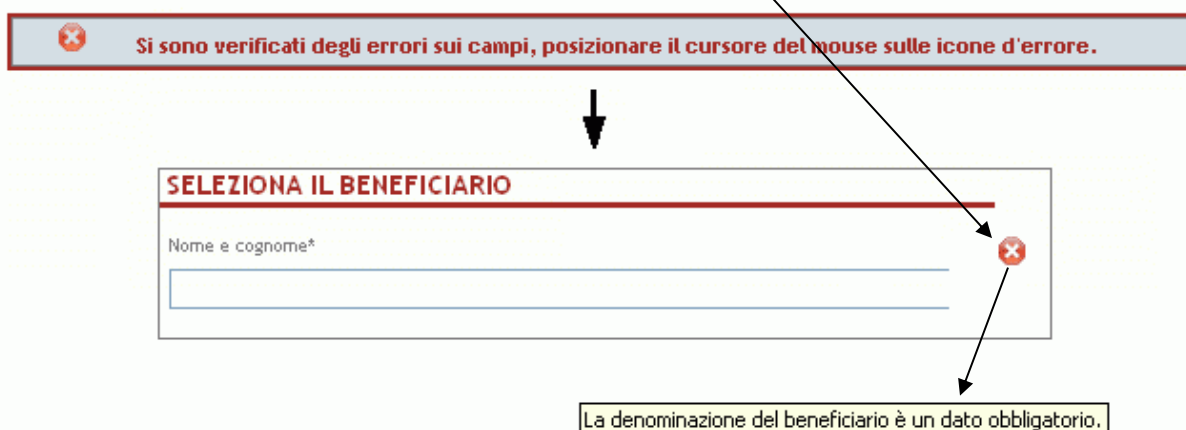 Si sono verificati degli errori sui campi, posizionare il cursore del mouse sulle icone d'errore.
SELEZIONA IL BENEFICIARIO
Nome e cognome*
La denominazione del beneficiario è un dato obbligatorio.